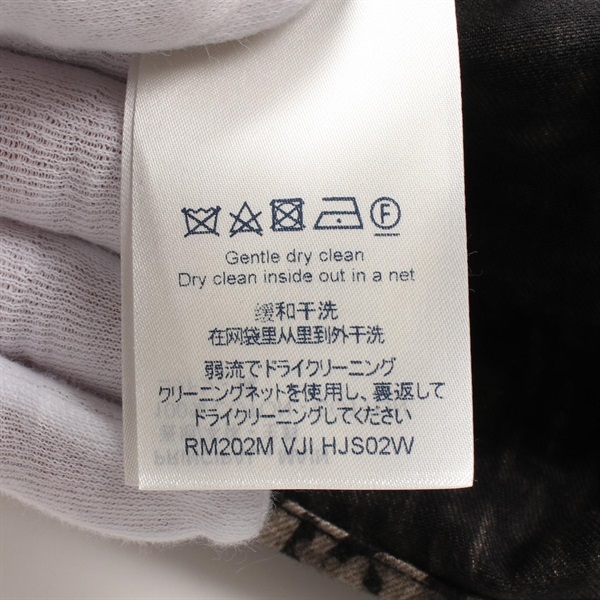 F
Gentle dry clean
Dry clean inside out in a net
缓和干洗
在网袋里从里到外干洗
弱流でドライクリーニング
クリーニングネットを使用し、裏返して
ドライクリーニングしてください
RM202M VJI HJS02W